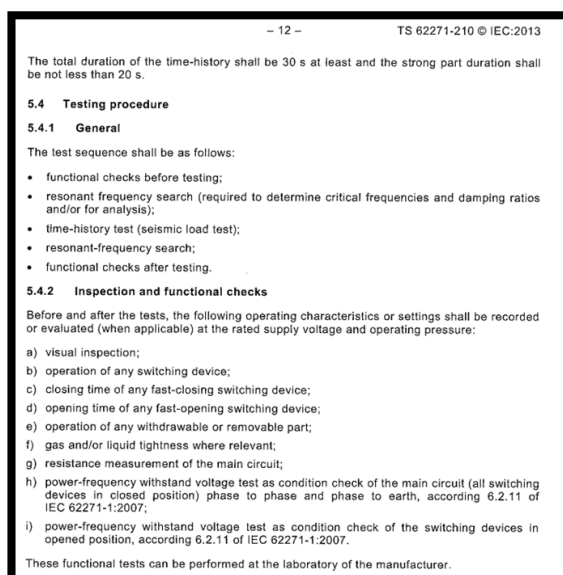 – 12 –
TS 62271-210 © IEC:2013
The total duration of the time-history shall be 30 s at least and the strong part duration shall
be not less than 20 s.
5.4 Testing procedure
5.4.1 General
The test sequence shall be as follows:
• functional checks before testing;
• resonant frequency search (required to determine critical frequencies and damping ratios
and/or for analysis);
• time-history test (seismic load test);
• resonant-frequency search;
• functional checks after testing.
5.4.2 Inspection and functional checks
Before and after the tests, the following operating characteristics or settings shall be recorded
or evaluated (when applicable) at the rated supply voltage and operating pressure:
a) visual inspection;
b) operation of any switching device;
c) closing time of any fast-closing switching device;
d) opening time of any fast-opening switching device;
e) operation of any withdrawable or removable part;
f) gas and/or liquid tightness where relevant;
g) resistance measurement of the main circuit;
h) power-frequency withstand voltage test as condition check of the main circuit (all switching
devices in closed position) phase to phase and phase to earth, according 6.2.11 of
IEC 62271-1:2007;
i) power-frequency withstand voltage test as condition check of the switching devices in
opened position, according 6.2.11 of IEC 62271-1:2007.
These functional tests can be performed at the laboratory of the manufacturer.